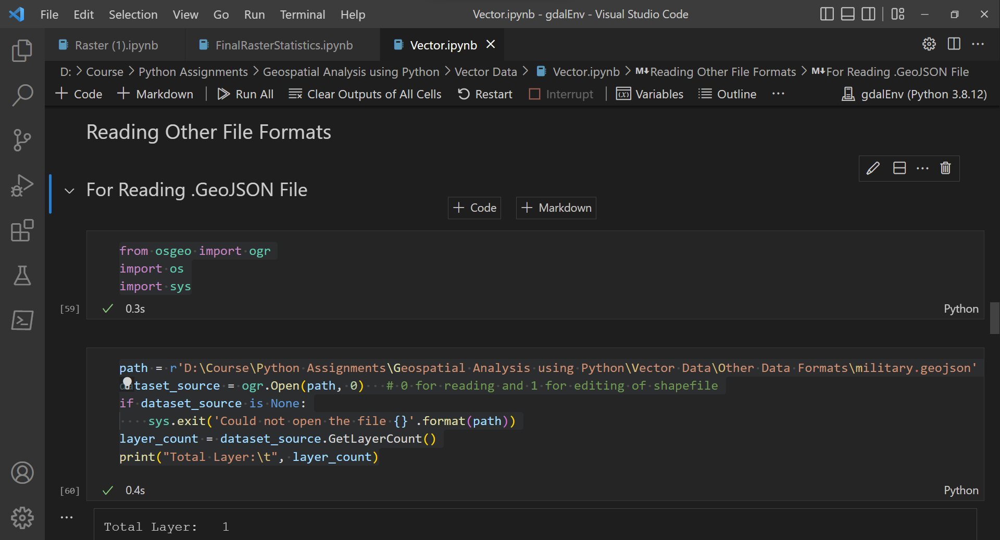 File Edit Selection View Go Run Terminal Help
Vector.ipynb - gdalEnv - Visual Studio Code
Raster (1).ipynb FinalRasterStatistics.ipynb Vector.ipynb
D: > Course > Python Assignments > Geospatial Analysis using Python > Vector Data > Vector.ipynb > M↓Reading Other File Formats > M↓For Reading .GeoJSON File
+ Code + Markdown | Run All Clear Outputs of All Cells Restart Interrupt | (x) Variables Outline ··· gdalEnv (Python 3.8.12)
Reading Other File Formats
For Reading .GeoJSON File
+ Code + Markdown
from osgeo import ogr
import os
import sys
[59] 0.3s Python
path = r'D:\Course\Python Assignments\Geospatial Analysis using Python\Vector Data\Other Data Formats\military.geojson'
dataset_source = ogr.Open(path, 0) # 0 for reading and 1 for editing of shapefile
if dataset_source is None:
sys.exit('Could not open the file {}'.format(path))
layer_count = dataset_source.GetLayerCount()
print("Total Layer:\t", layer_count)
[60] 0.4s Python
Total Layer: 1